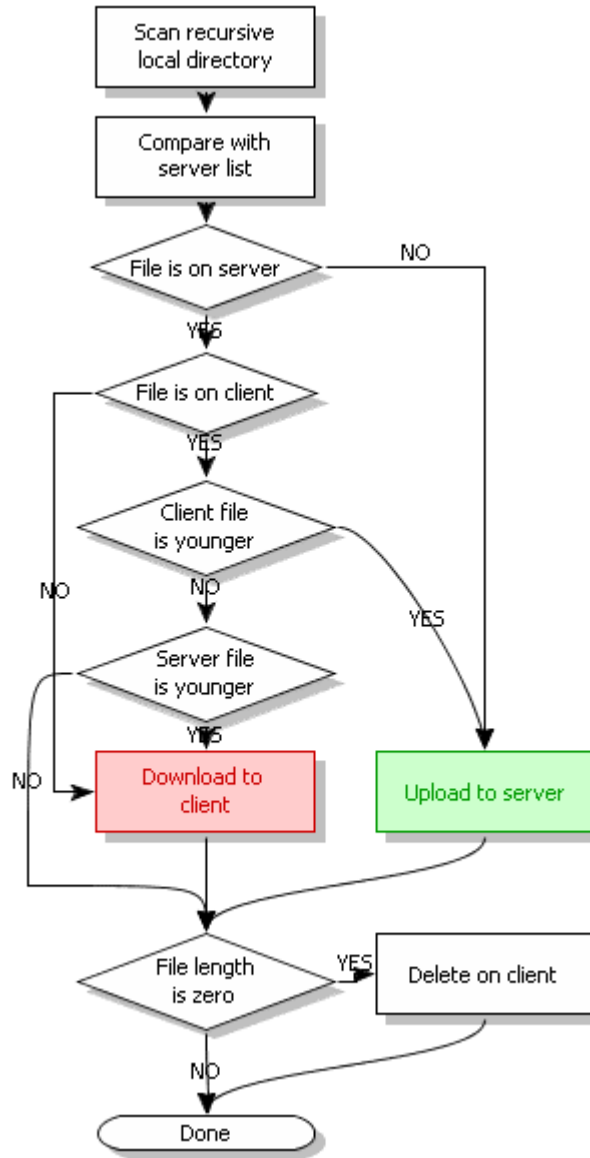 Scan recursive
local directory
Compare with
server list
File is on server
NO
YES
File is on client
YES
Client file
is younger
NO
NO
YES
Server file
is younger
YES
NO
Download to
client
Upload to server
File length
is zero
YES
Delete on client
NO
Done